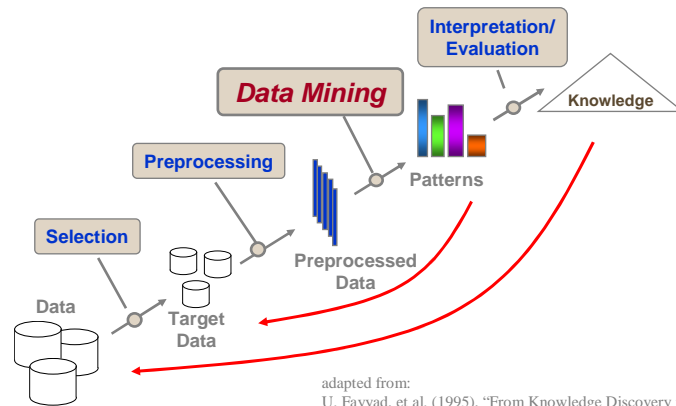 Interpretation/
Evaluation
Data Mining
Knowledge
Preprocessing
Patterns
Selection
Preprocessed
Data
Data
Target
Data
adapted from:
U. Fayyad, et al. (1995), "From Knowledge Discovery